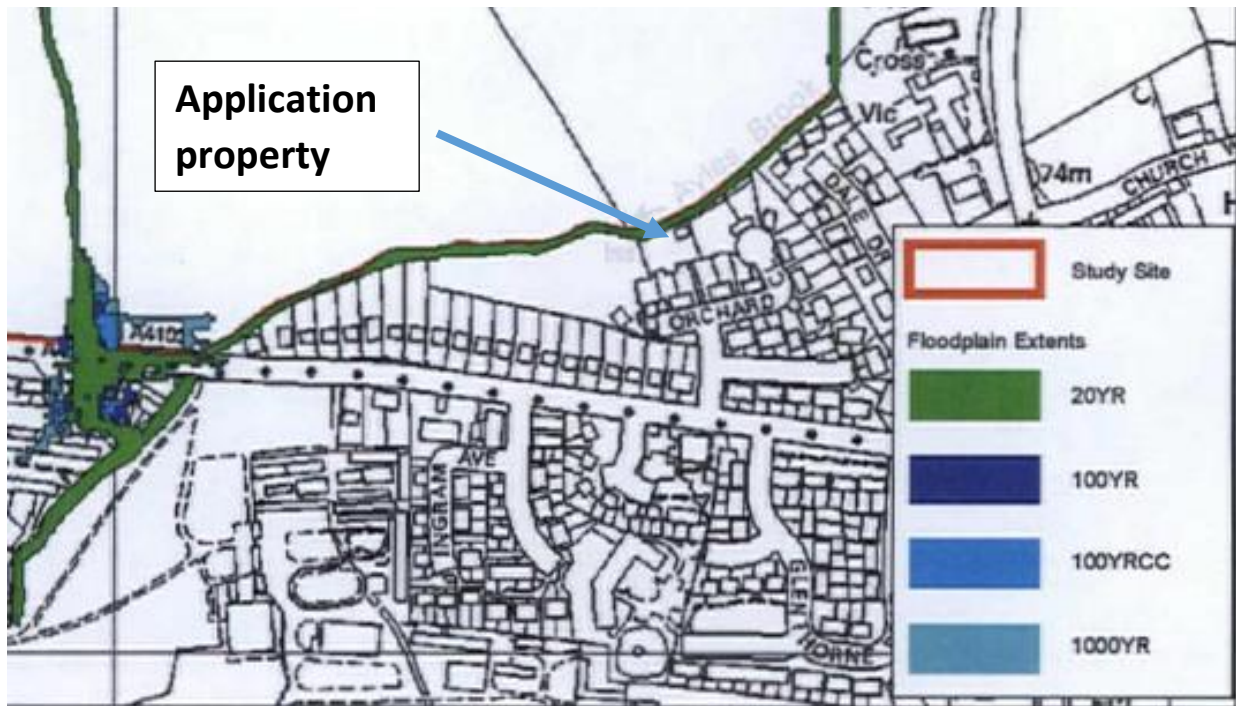 Application
property
Ayles Brook
Cross
Vic
74m
CHURCH W
DALE DR
ORCHARD
A4102
INGRAM
AVE
GLEN
HORNE
Study Site
Floodplain Extents
20YR
100YR
100YRCC
1000YR